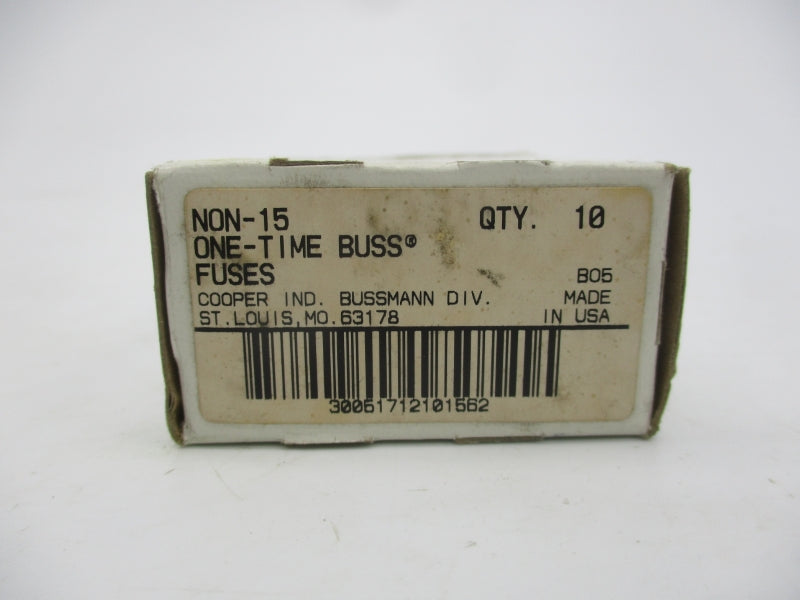 NON-15 QTY. 10
ONE-TIME BUSS®
FUSES B05
COOPER IND. BUSSMANN DIV. MADE
ST.LOUIS,MO.63178 IN USA
30051712101562